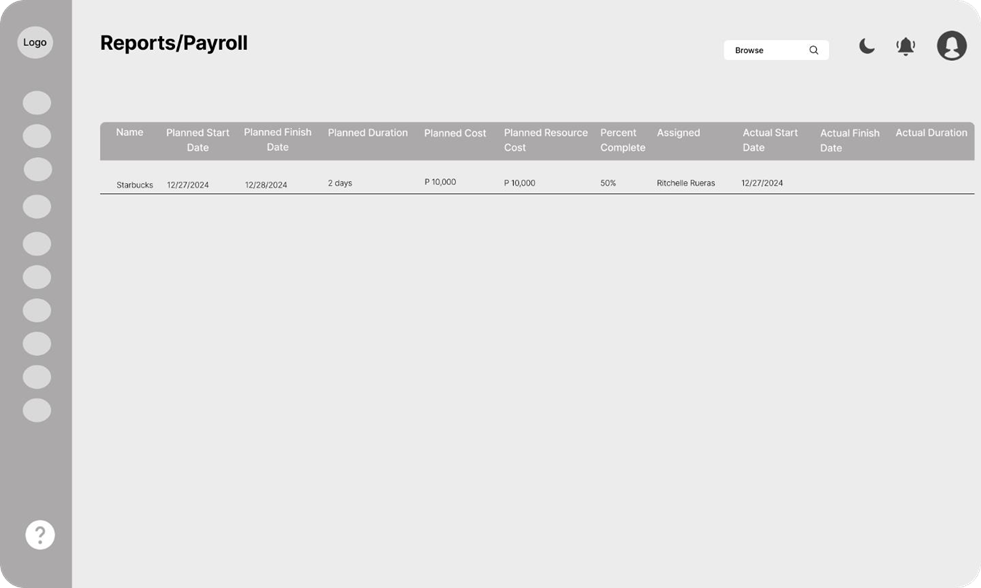 Logo
Reports/Payroll
Browse
Name Planned Start Date Planned Finish Date Planned Duration Planned Cost Planned Resource Cost Percent Complete Assigned Actual Start Date Actual Finish Date Actual Duration
Starbucks 12/27/2024 12/28/2024 2 days P 10,000 P 10,000 50% Ritchelle Rueras 12/27/2024
?